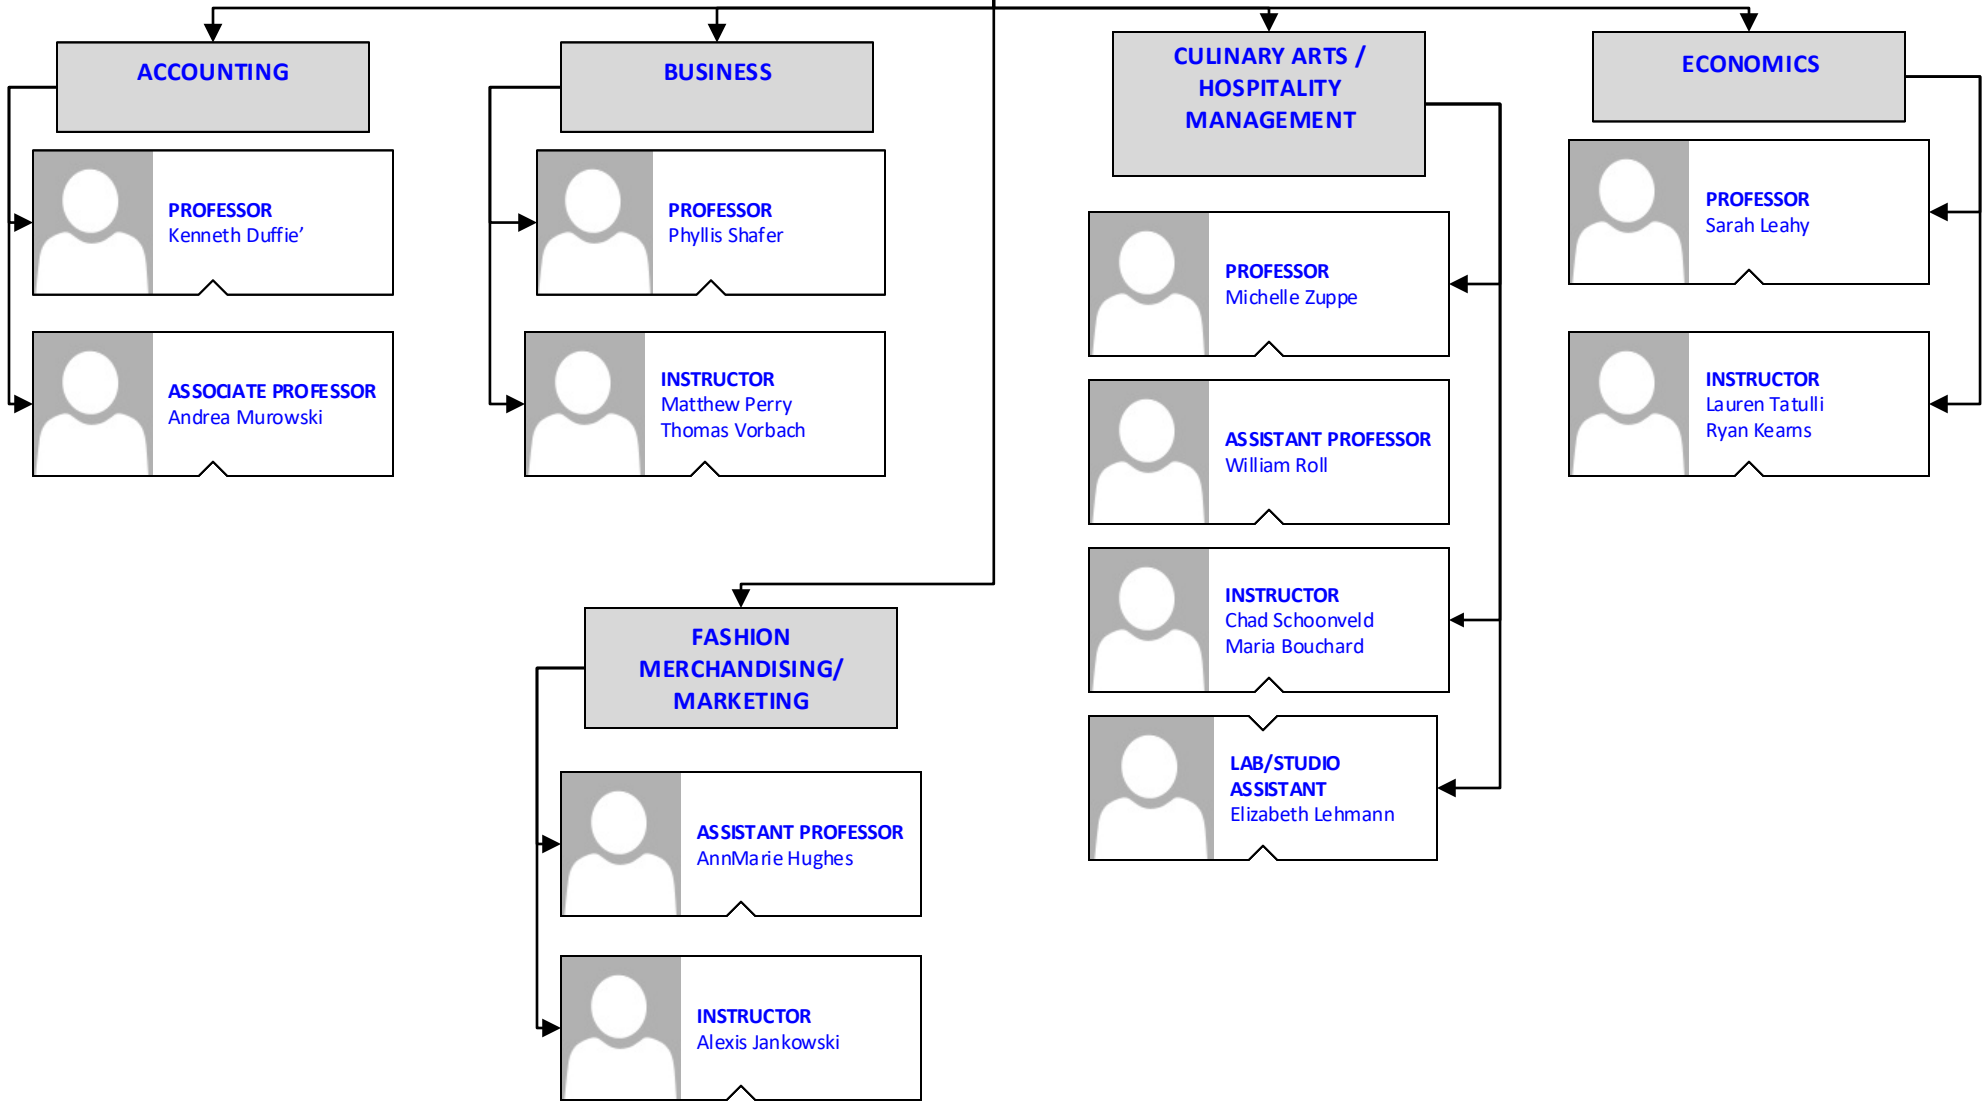 ACCOUNTING
PROFESSOR
Kenneth Duffie’
ASSOCIATE PROFESSOR
Andrea Murowski
BUSINESS
PROFESSOR
Phyllis Shafer
INSTRUCTOR
Matthew Perry
Thomas Vorbach
CULINARY ARTS /
HOSPITALITY
MANAGEMENT
PROFESSOR
Michelle Zuppe
ASSISTANT PROFESSOR
William Roll
INSTRUCTOR
Chad Schoonveld
Maria Bouchard
LAB/STUDIO
ASSISTANT
Elizabeth Lehmann
ECONOMICS
PROFESSOR
Sarah Leahy
INSTRUCTOR
Lauren Tatulli
Ryan Kearns
FASHION
MERCHANDISING/
MARKETING
ASSISTANT PROFESSOR
AnnMarie Hughes
INSTRUCTOR
Alexis Jankowski